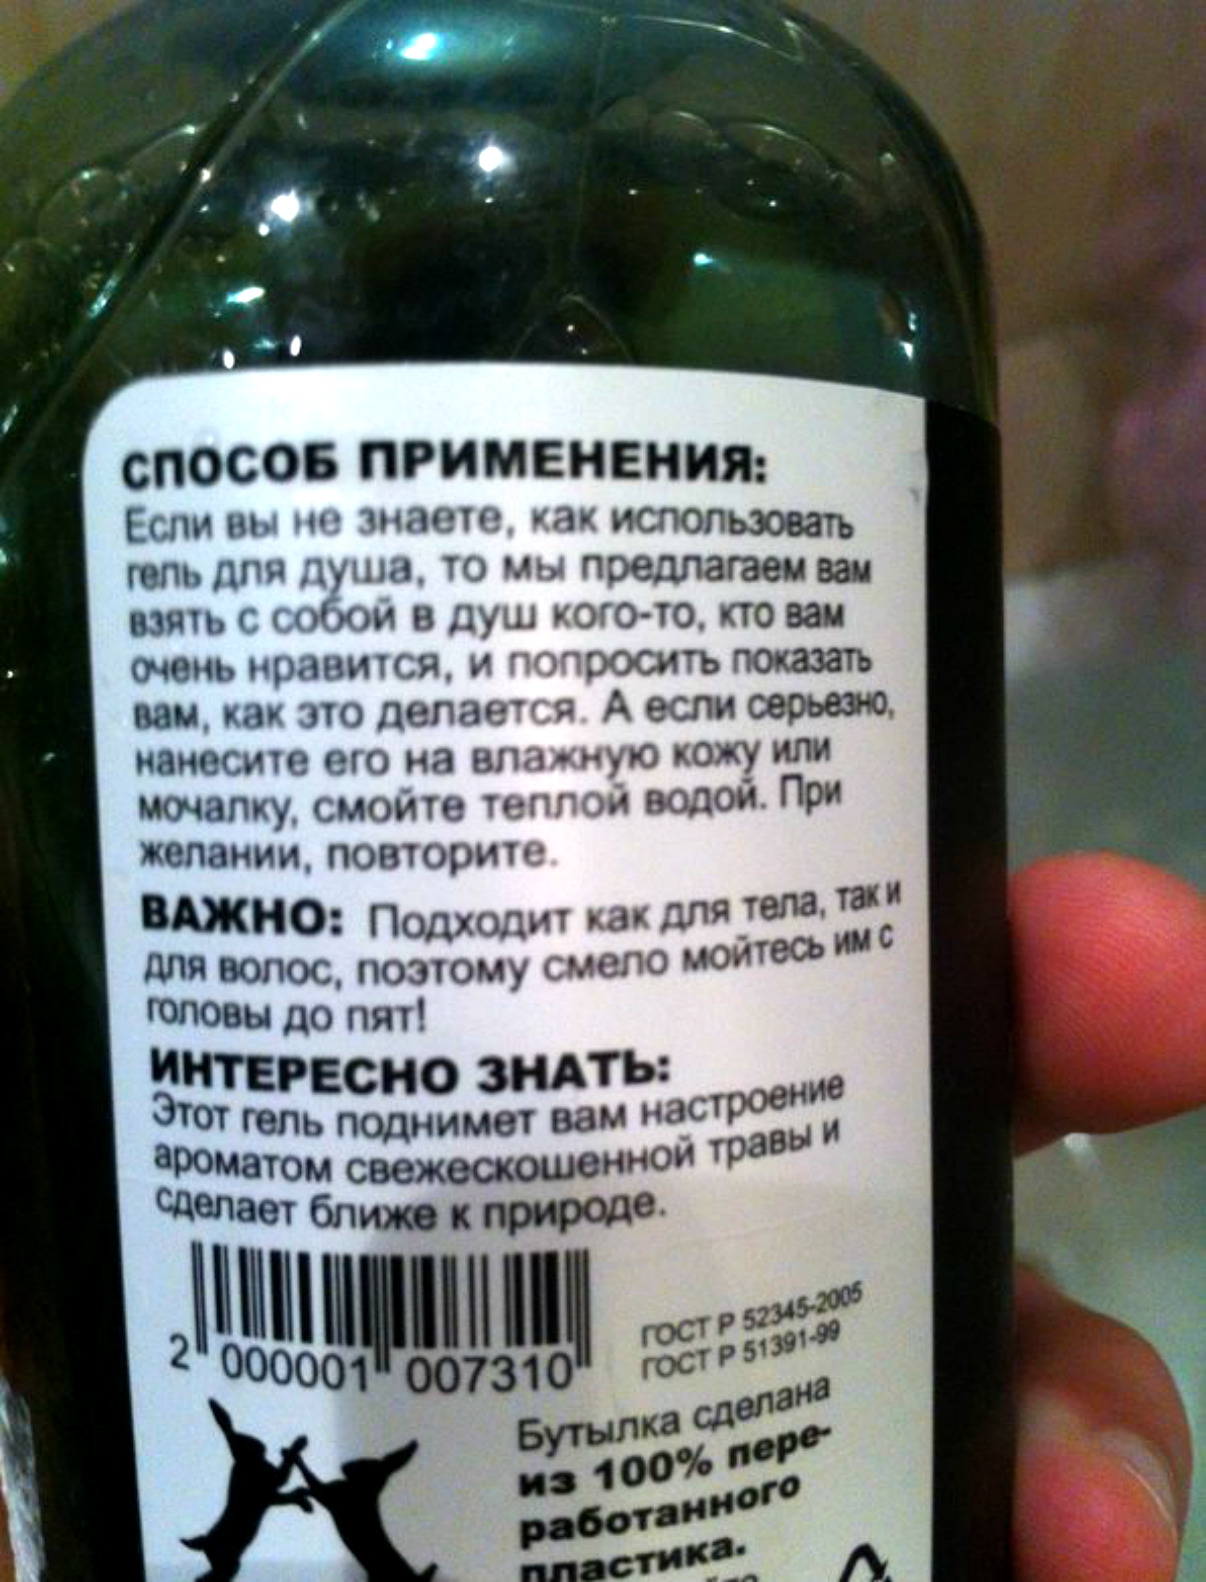 СПОСОБ ПРИМЕНЕНИЯ:
Если вы не знаете, как использовать
гель для душа, то мы предлагаем вам
взять с собой в душ кого-то, кто вам
очень нравится, и попросить показать
вам, как это делается. А если серьезно,
нанесите его на влажную кожу или
мочалку, смойте теплой водой. При
желании, повторите.
ВАЖНО: Подходит как для тела, так и
для волос, поэтому смело мойтесь им с
головы до пят!
ИНТЕРЕСНО ЗНАТЬ:
Этот гель поднимет вам настроение
ароматом свежескошенной травы и
сделает ближе к природе.
2 000001 007310
ГОСТ Р 52345-2005
ГОСТ Р 51391-99
Бутылка сделана
из 100% пере-
работанного
пластика.